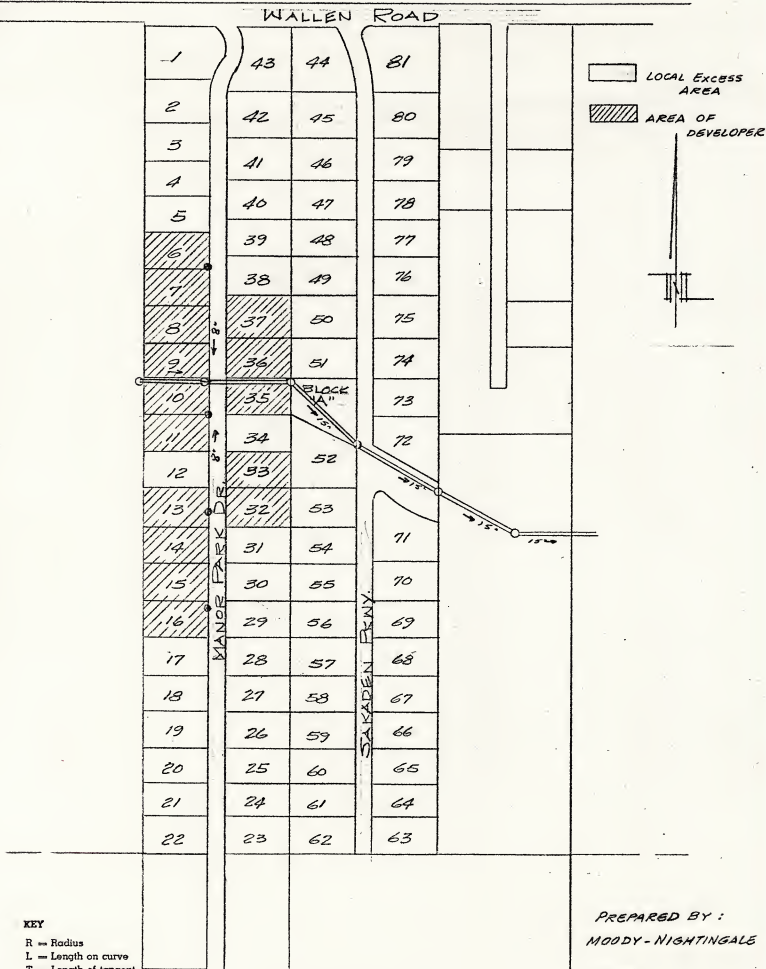 WALLEN ROAD
1 43 44 81
2 42 45 80
3 41 46 79
4 40 47 78
5 39 48 77
6 38 49 76
7 37 50 75
8 36 51 74
9 35 BLOCK 73
"A"
10 34 52 72
11 33 53 71
12 32 54 70
13 31 55 69
14 30 56 68
15 29 57 67
16 28 58 66
17 27 59 65
18 26 60 64
19 25 61 63
20 24 62
21 23
22
8"
8"
15"
15"
15"
15"
MANOR PARK DR.
SAKADEN PKWY.
LOCAL EXCESS
AREA
AREA OF
DEVELOPER
N
KEY
R = Radius
L = Length on curve
T = Length of tangent
PREPARED BY :
MOODY - NIGHTINGALE